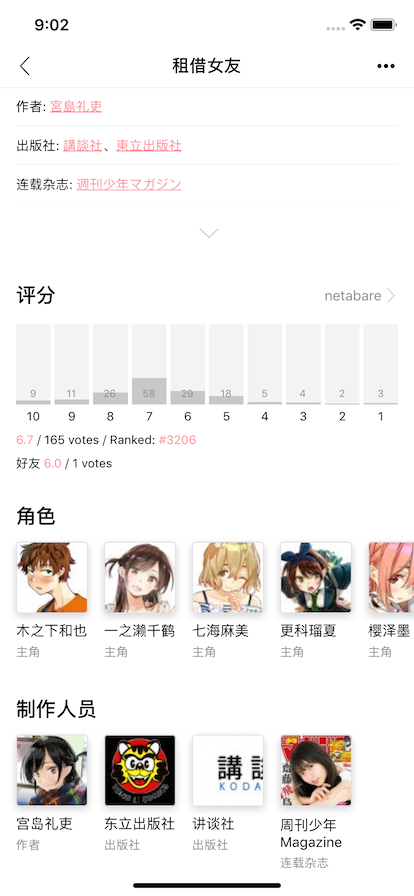 9:02
租借女友
作者: 宮島礼吏
出版社: 講談社、東立出版社
连载杂志: 週刊少年マガジン
评分
netabare
9 11 26 58 29 18 5 4 2 3
10 9 8 7 6 5 4 3 2 1
6.7 / 165 votes / Ranked: #3206
好友 6.0 / 1 votes
角色
木之下和也 一之濑千鹤 七海麻美 更科瑠夏 樱泽墨
主角 主角 主角 主角 主角
制作人员
講談
KODA
宫岛礼吏 东立出版社 讲谈社 周刊少年
Magazine
作者 出版社 出版社 连载杂志